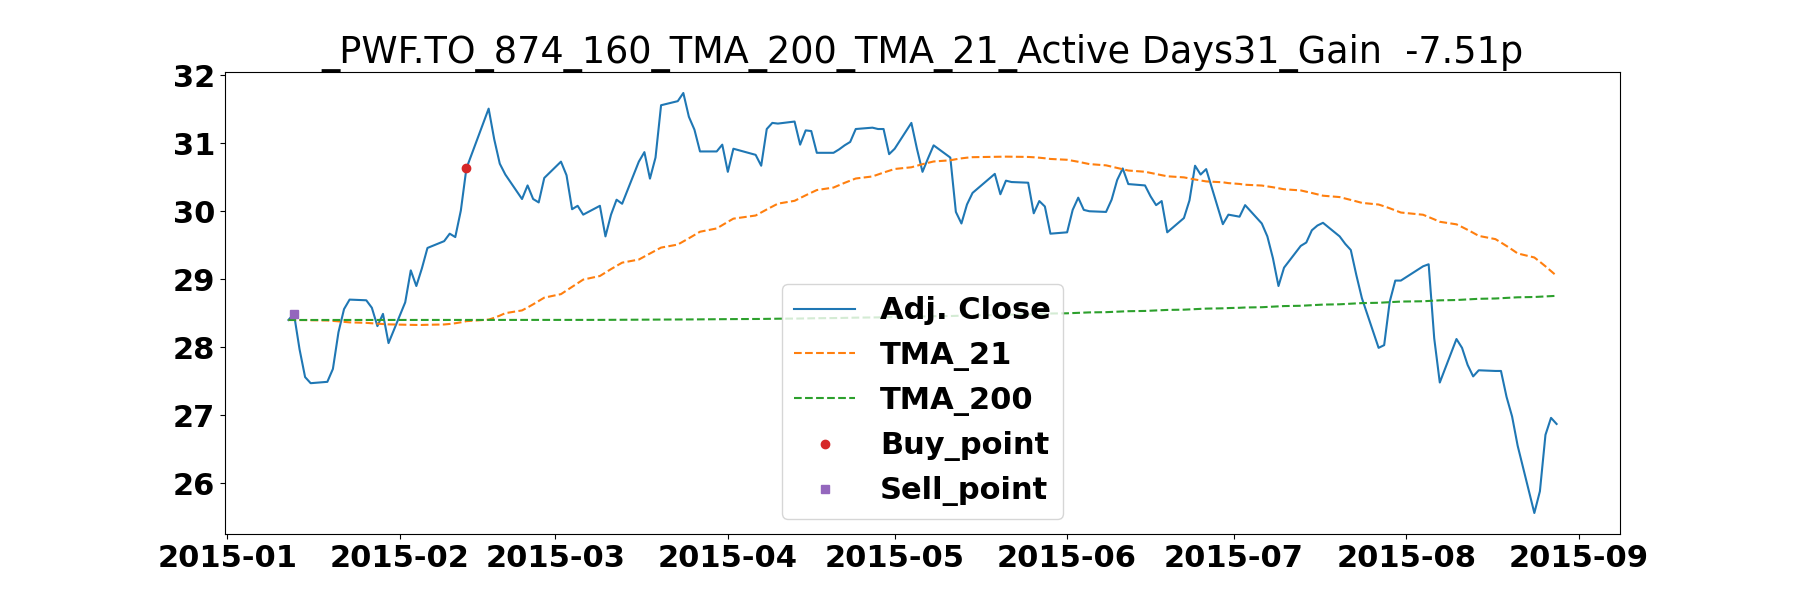 _PWF.TO_874_160_TMA_200_TMA_21_Active Days31_Gain  -7.51p
32
31
30
29
28
27
26
Adj. Close
TMA_21
TMA_200
Buy_point
Sell_point
2015-01 2015-02 2015-03 2015-04 2015-05 2015-06 2015-07 2015-08 2015-09